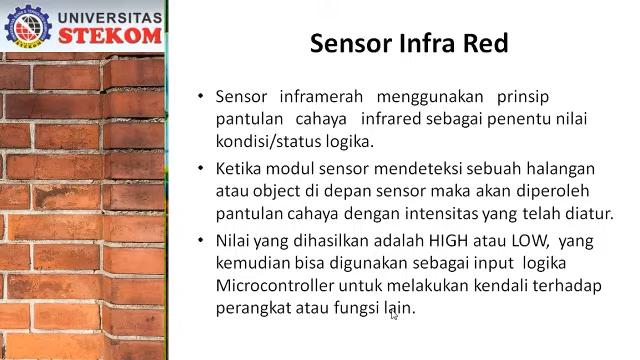 UNIVERSITAS
STEKOM
Sensor Infra Red
• Sensor inframerah menggunakan prinsip
pantulan cahaya infrared sebagai penentu nilai
kondisi/status logika.
• Ketika modul sensor mendeteksi sebuah halangan
atau object di depan sensor maka akan diperoleh
pantulan cahaya dengan intensitas yang telah diatur.
• Nilai yang dihasilkan adalah HIGH atau LOW, yang
kemudian bisa digunakan sebagai input logika
Microcontroller untuk melakukan kendali terhadap
perangkat atau fungsi lain.